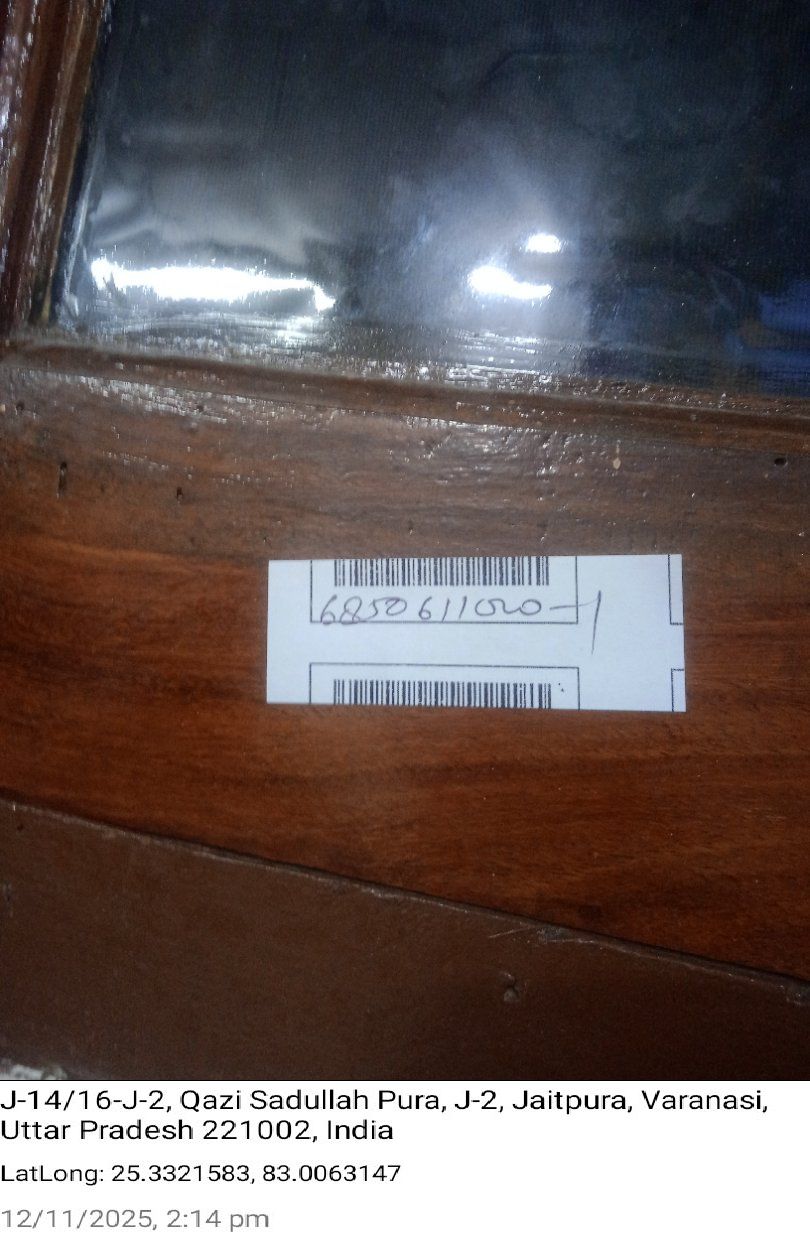 6850611020-1
J-14/16-J-2, Qazi Sadullah Pura, J-2, Jaitpura, Varanasi,
Uttar Pradesh 221002, India
LatLong: 25.3321583, 83.0063147
12/11/2025, 2:14 pm